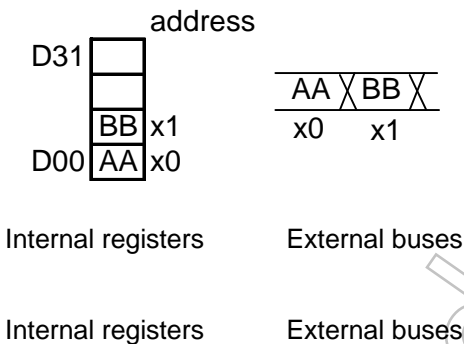 address
D31
AA BB
BB x1
x0 x1
D00 AA x0
Internal registers External buses
Internal registers External buses